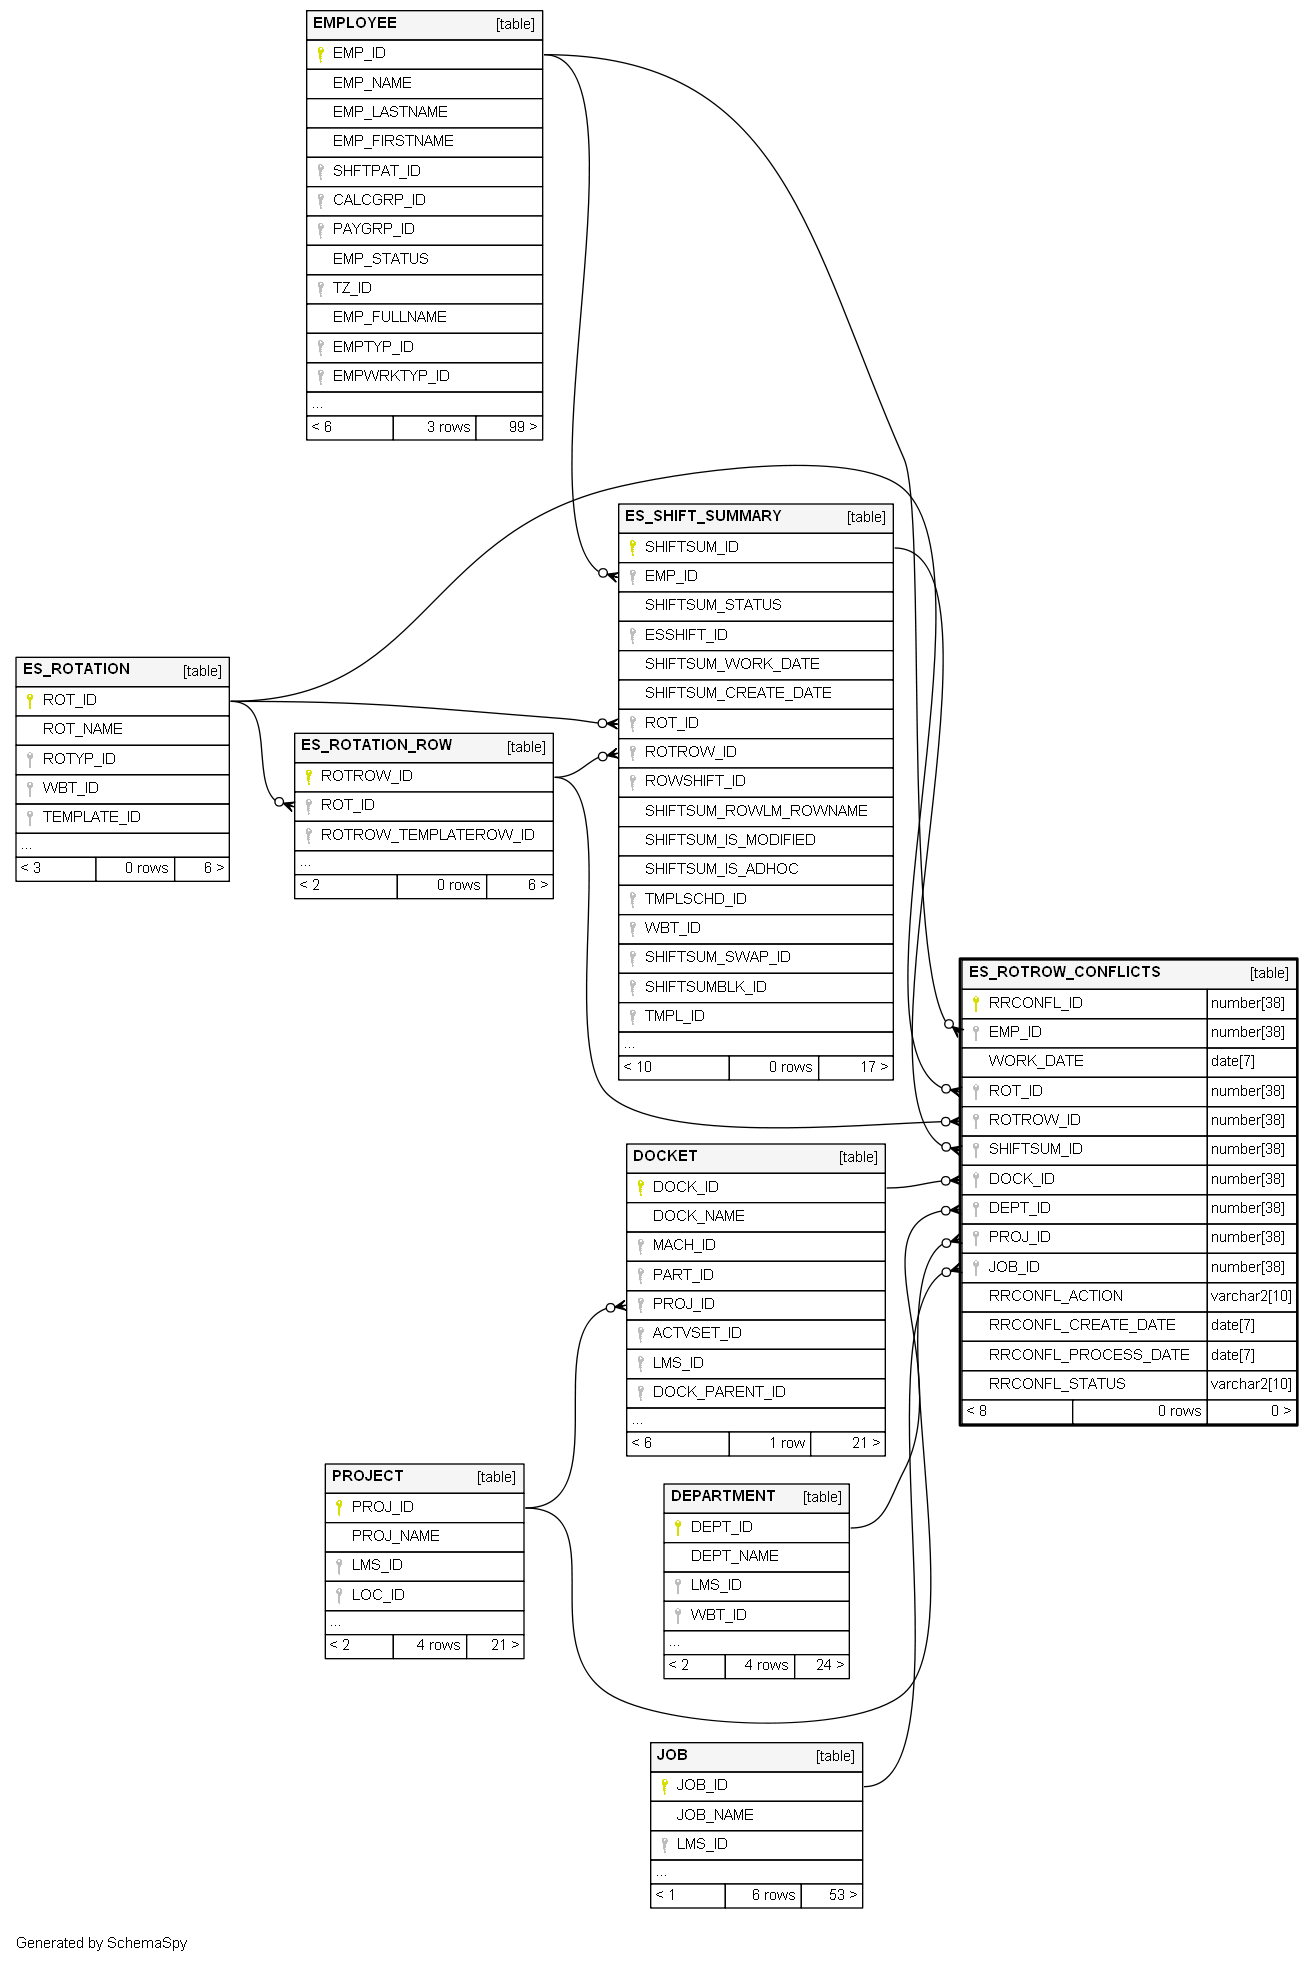 EMPLOYEE [table]
EMP_ID
EMP_NAME
EMP_LASTNAME
EMP_FIRSTNAME
SHFTPAT_ID
CALCGRP_ID
PAYGRP_ID
EMP_STATUS
TZ_ID
EMP_FULLNAME
EMPTYP_ID
EMPWRKTYP_ID
...
< 6 3 rows 99 >
ES_SHIFT_SUMMARY [table]
SHIFTSUM_ID
EMP_ID
SHIFTSUM_STATUS
ESSHIFT_ID
SHIFTSUM_WORK_DATE
SHIFTSUM_CREATE_DATE
ROT_ID
ROTROW_ID
ROWSHIFT_ID
SHIFTSUM_ROWLM_ROWNAME
SHIFTSUM_IS_MODIFIED
SHIFTSUM_IS_ADHOC
TMPLSCHD_ID
WBT_ID
SHIFTSUM_SWAP_ID
SHIFTSUMBLK_ID
TMPL_ID
...
< 10 0 rows 17 >
ES_ROTATION [table]
ROT_ID
ROT_NAME
ROTYP_ID
WBT_ID
TEMPLATE_ID
...
< 3 0 rows 6 >
ES_ROTATION_ROW [table]
ROTROW_ID
ROT_ID
ROTROW_TEMPLATEROW_ID
...
< 2 0 rows 6 >
ES_ROTROW_CONFLICTS [table]
RRCONFL_ID number[38]
EMP_ID number[38]
WORK_DATE date[7]
ROT_ID number[38]
ROTROW_ID number[38]
SHIFTSUM_ID number[38]
DOCK_ID number[38]
DEPT_ID number[38]
PROJ_ID number[38]
JOB_ID number[38]
RRCONFL_ACTION varchar2[10]
RRCONFL_CREATE_DATE date[7]
RRCONFL_PROCESS_DATE date[7]
RRCONFL_STATUS varchar2[10]
< 8 0 rows 0 >
DOCKET [table]
DOCK_ID
DOCK_NAME
MACH_ID
PART_ID
PROJ_ID
ACTVSET_ID
LMS_ID
DOCK_PARENT_ID
...
< 6 1 row 21 >
PROJECT [table]
PROJ_ID
PROJ_NAME
LMS_ID
LOC_ID
...
< 2 4 rows 21 >
DEPARTMENT [table]
DEPT_ID
DEPT_NAME
LMS_ID
WBT_ID
...
< 2 4 rows 24 >
JOB [table]
JOB_ID
JOB_NAME
LMS_ID
...
< 1 6 rows 53 >
Generated by SchemaSpy